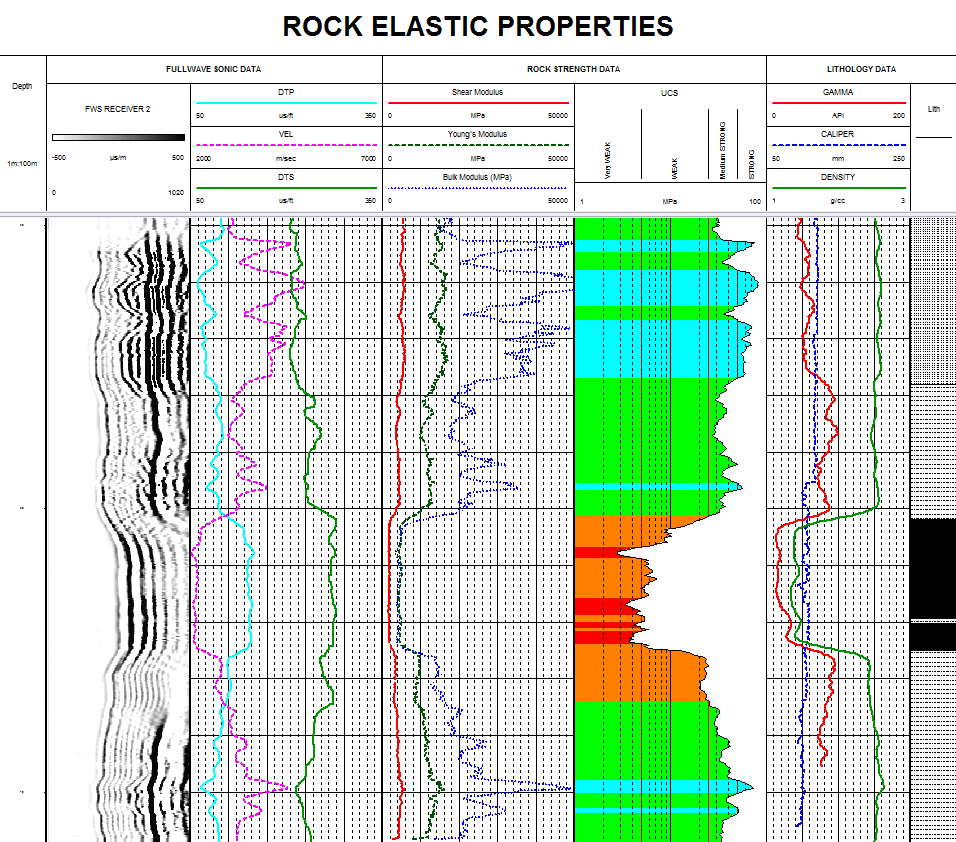 ROCK ELASTIC PROPERTIES
FULLWAVE SONIC DATA
ROCK STRENGTH DATA
LITHOLOGY DATA
Depth
1m:100m
FWS RECEIVER 2
-500 µs/m 500
0 1020
DTP
50 us/ft 350
VEL
2000 m/sec 7000
DTS
50 us/ft 350
Shear Modulus
0 MPa 50000
Young's Modulus
0 MPa 50000
Bulk Modulus (MPa)
0 50000
UCS
Very WEAK
WEAK
Medium STRONG
STRONG
1 MPa 100
GAMMA
0 API 200
CALIPER
50 mm 250
DENSITY
1 g/cc 3
Lith